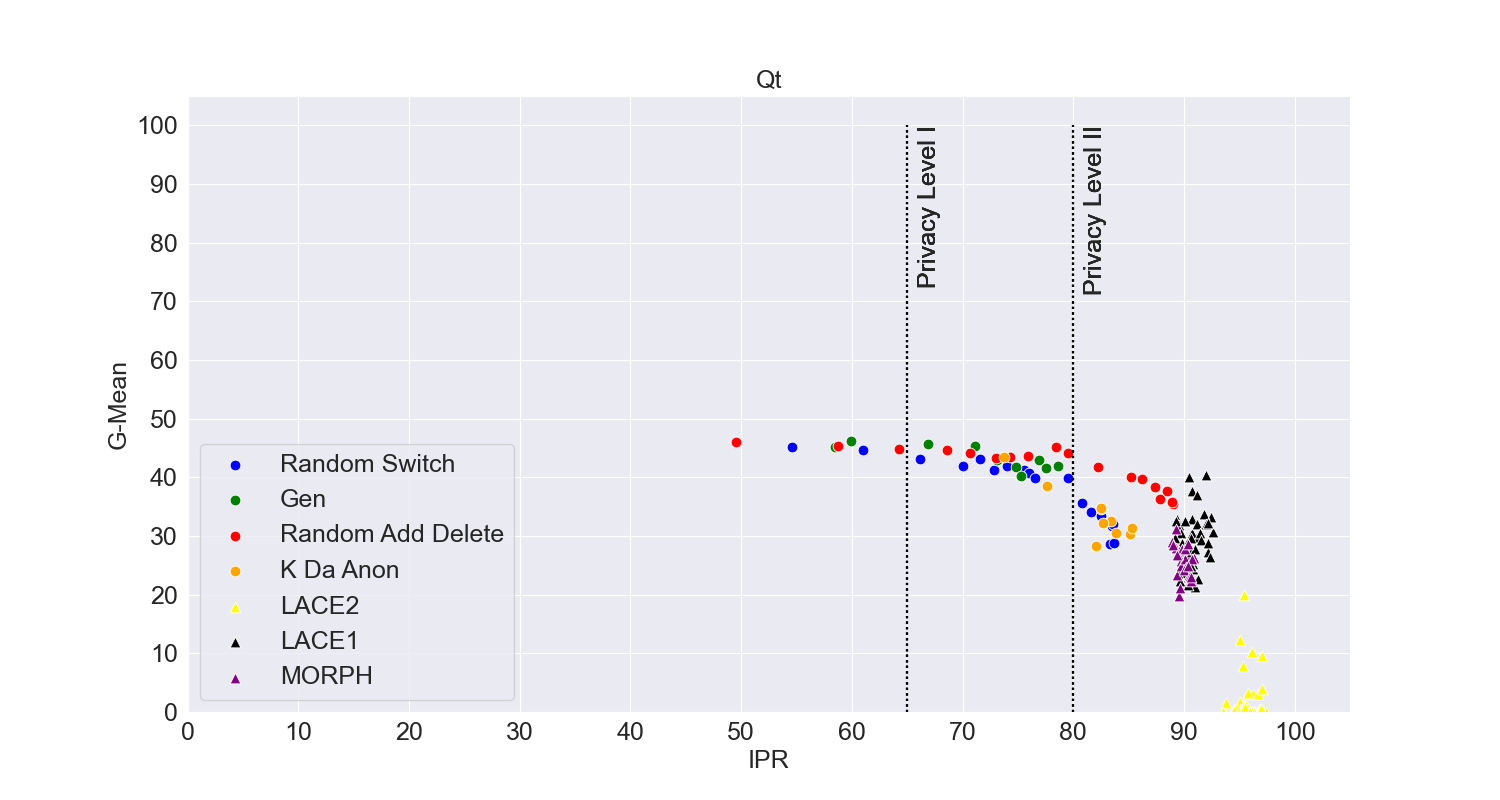 Qt
100
90
80
70
60
50
40
30
20
10
0
G-Mean
Privacy Level I
Privacy Level II
Random Switch
Gen
Random Add Delete
K Da Anon
LACE2
LACE1
MORPH
0 10 20 30 40 50 60 70 80 90 100
IPR